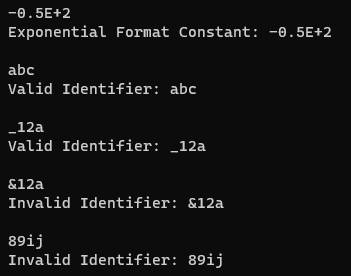 -0.5E+2
Exponential Format Constant: -0.5E+2
abc
Valid Identifier: abc
_12a
Valid Identifier: _12a
&12a
Invalid Identifier: &12a
89ij
Invalid Identifier: 89ij